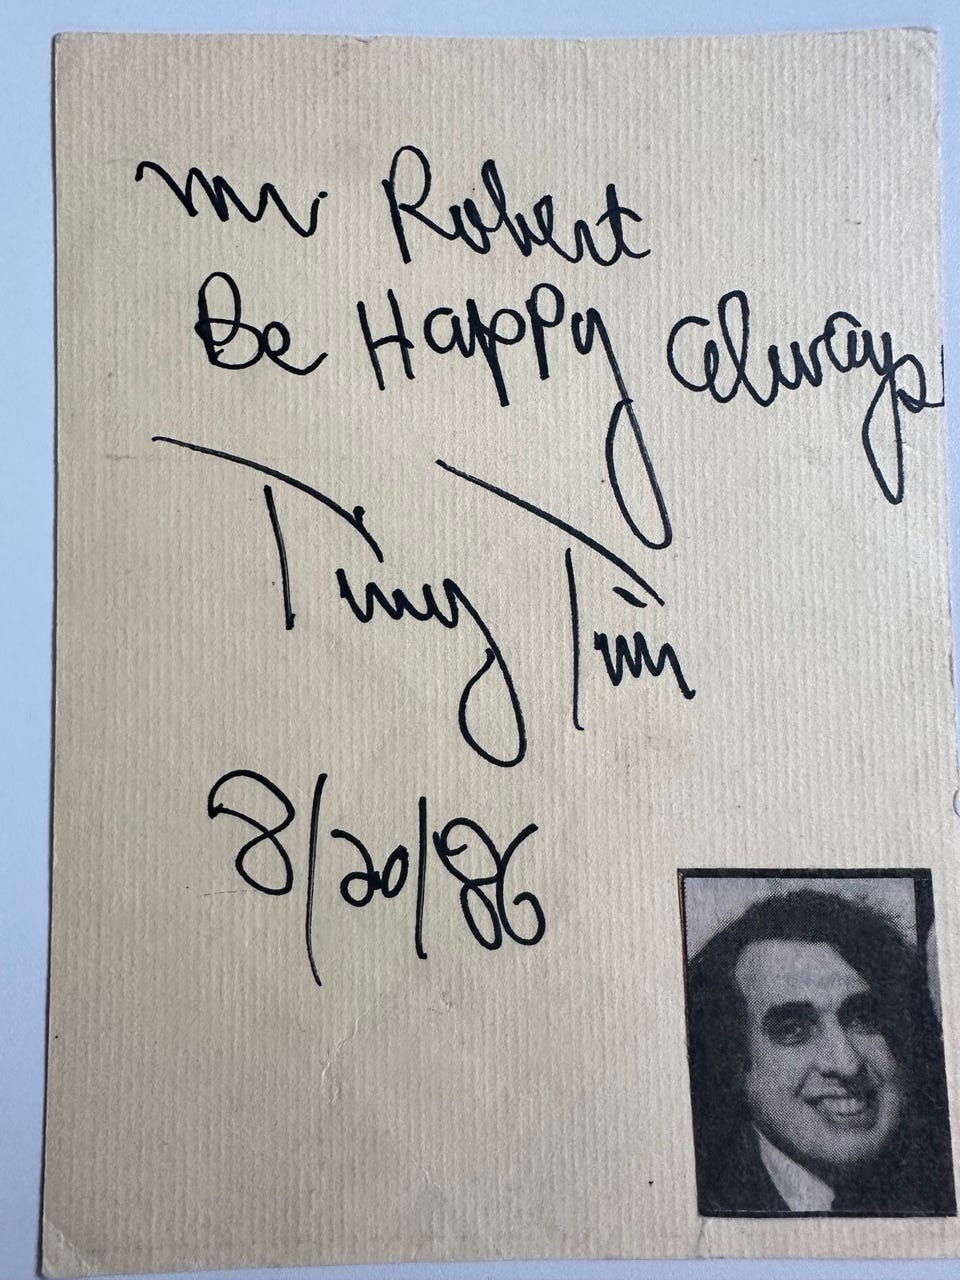 Mr. Robert
Be Happy always
Tiny Tim
8/20/86